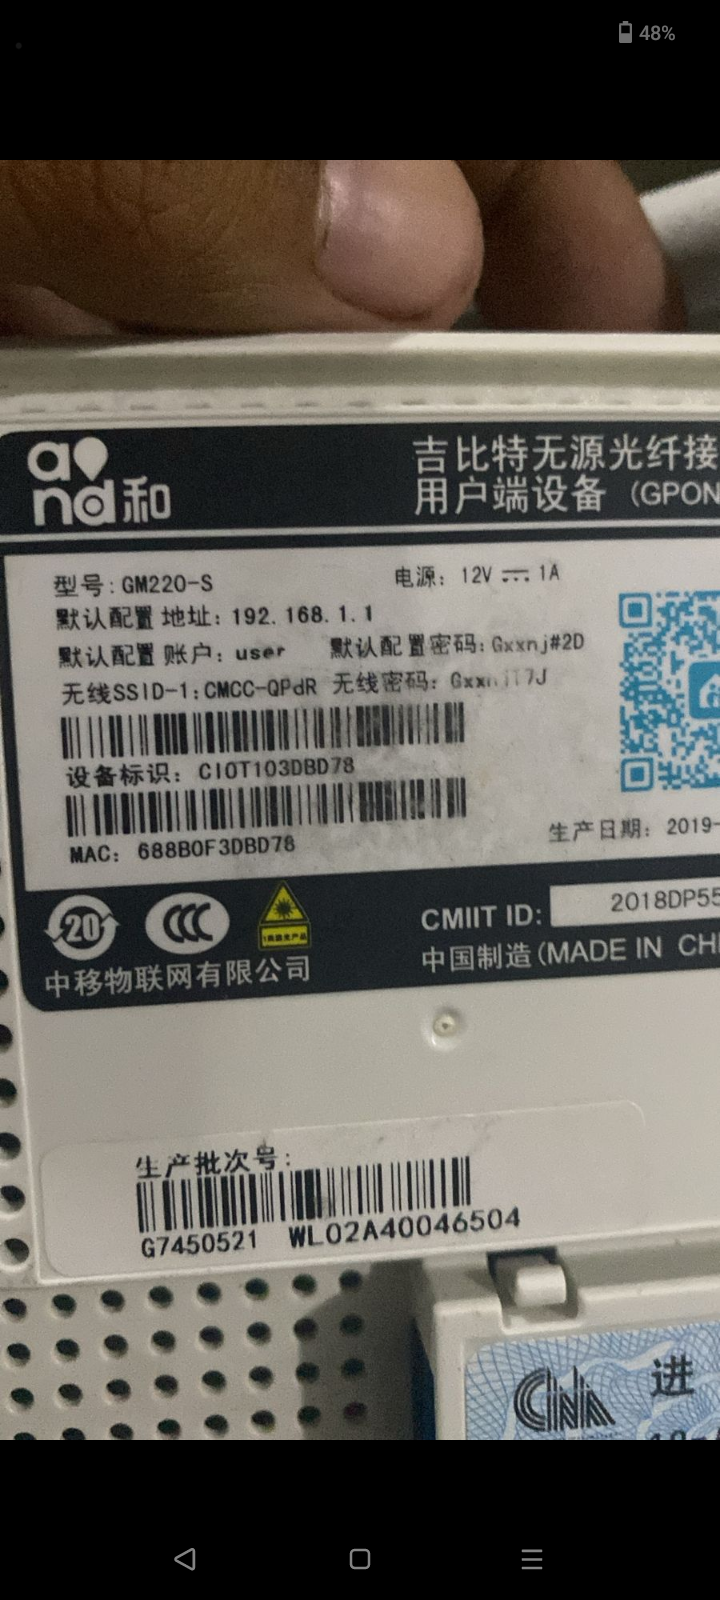 48%
and和
吉比特无源光纤接
用户端设备 (GPON
型号:GM220-S
电源: 12V 1A
默认配置 地址: 192.168.1.1
默认配置 账户: user 默认配置密码:Gxxnj#2D
无线SSID-1:CMCC-QPdR 无线密码:
设备标识: CIOT103DBD78
MAC: 688B0F3DBD78
生产日期: 2019-
20
CCC
CMIIT ID: 2018DP55
中移物联网有限公司
中国制造(MADE IN CHI
生产批次号:
G7450521 WL02A40046504
CNA
进